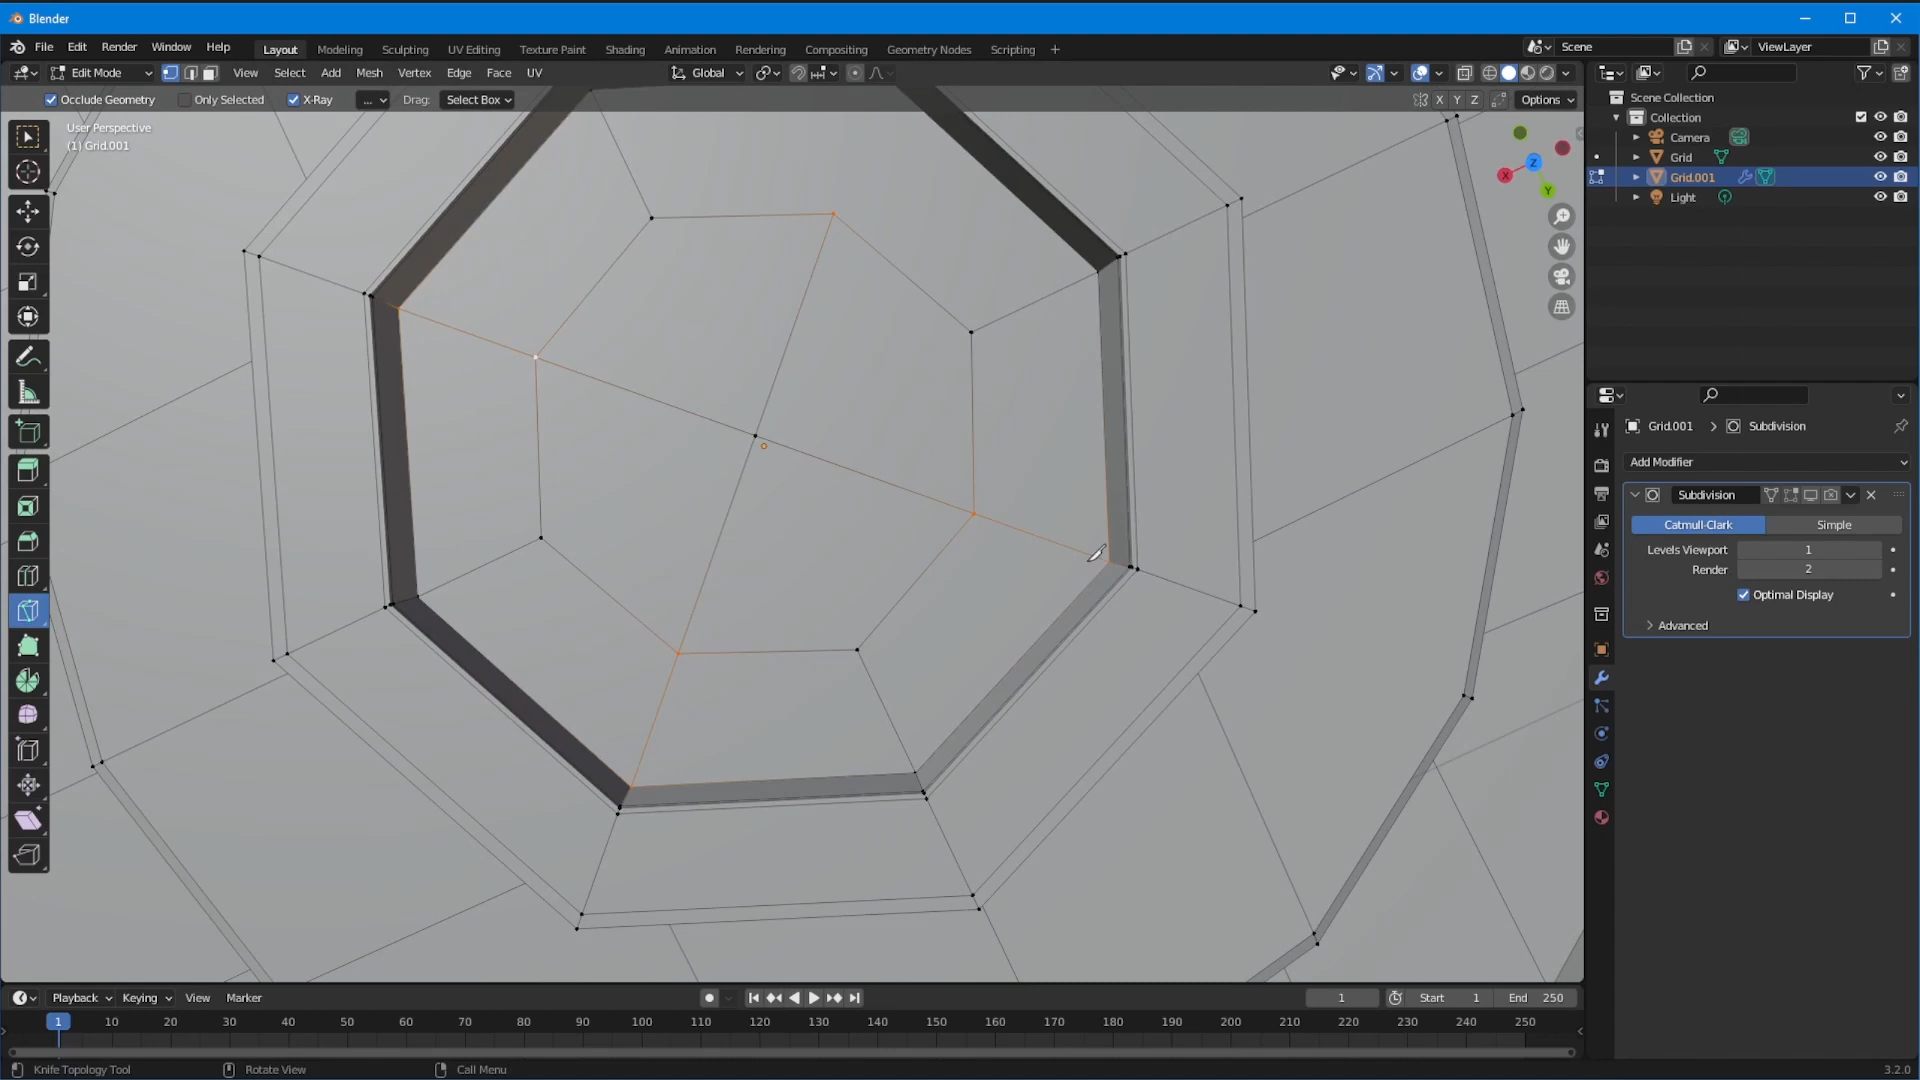 Blender
File Edit Render Window Help Layout Modeling Sculpting UV Editing Texture Paint Shading Animation Rendering Compositing Geometry Nodes Scripting + Scene ViewLayer
Edit Mode View Select Add Mesh Vertex Edge Face UV Global
Occlude Geometry Only Selected X-Ray ... Drag: Select Box X Y Z Options
User Perspective
(1) Grid.001
Z
X
Y
Scene Collection
Collection
Camera
Grid
Grid.001
Light
Grid.001 > Subdivision
Add Modifier
Subdivision
Catmull-Clark Simple
Levels Viewport 1
Render 2
Optimal Display
Advanced
Playback Keying View Marker 1 Start 1 End 250
1 10 20 30 40 50 60 70 80 90 100 110 120 130 140 150 160 170 180 190 200 210 220 230 240 250
Knife Topology Tool Rotate View Call Menu 3.2.0